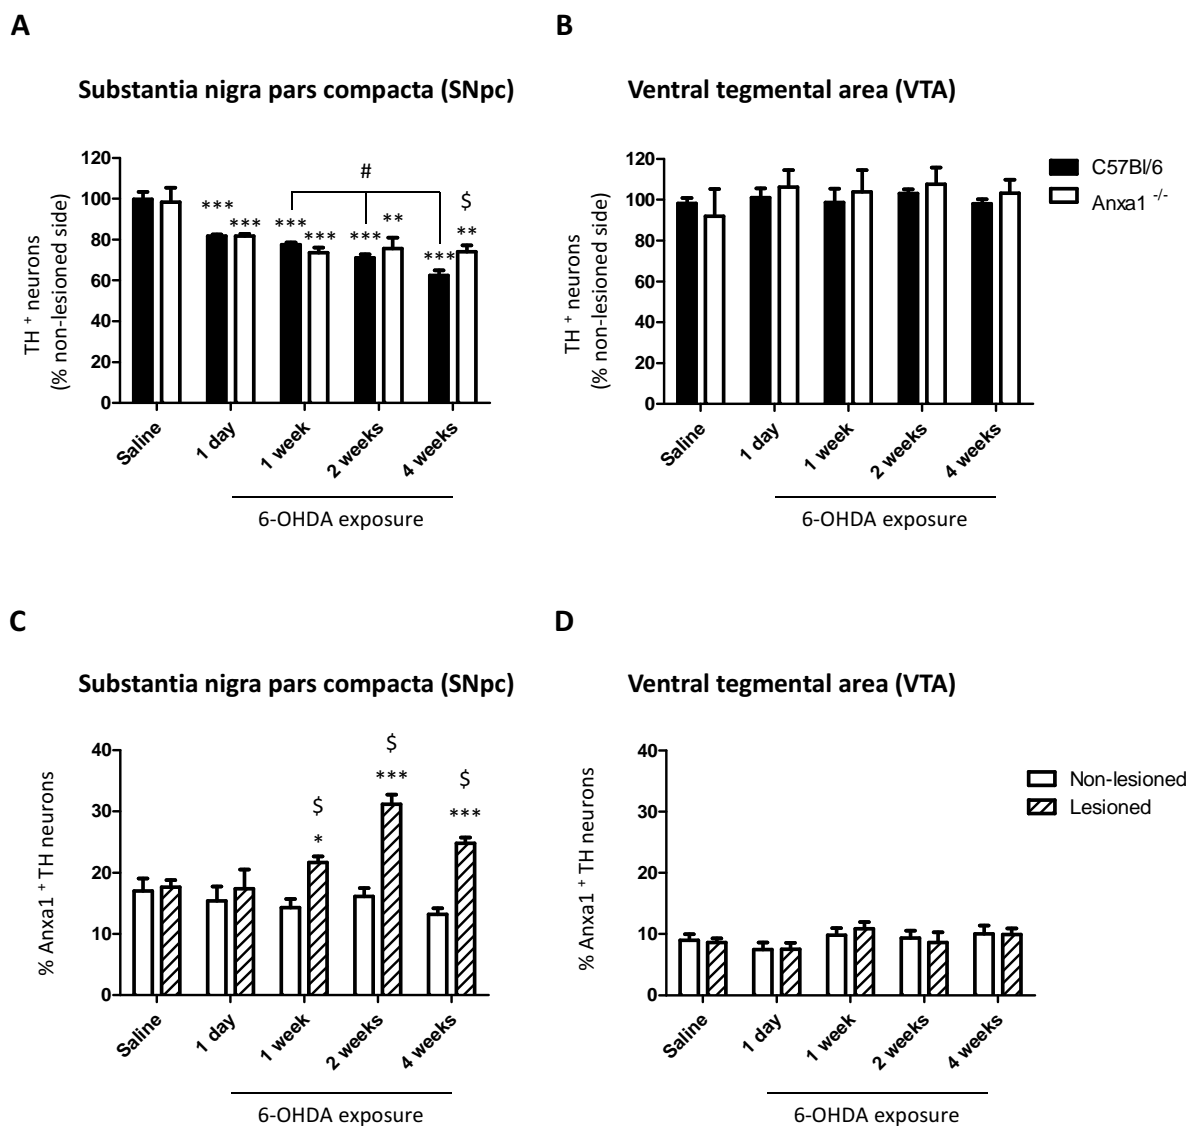 A
B
Substantia nigra pars compacta (SNpc)
Ventral tegmental area (VTA)
TH + neurons
(% non-lesioned side)
120
100
80
60
40
20
0
***
***
***
***
***
**
***
**
#
$
Saline
1 day
1 week
2 weeks
4 weeks
6-OHDA exposure
TH + neurons
(% non-lesioned side)
120
100
80
60
40
20
0
Saline
1 day
1 week
2 weeks
4 weeks
6-OHDA exposure
C57Bl/6
Anxa1 -/-
C
D
Substantia nigra pars compacta (SNpc)
Ventral tegmental area (VTA)
% Anxa1 + TH neurons
40
30
20
10
0
$
*
$
***
$
***
Saline
1 day
1 week
2 weeks
4 weeks
6-OHDA exposure
% Anxa1 + TH neurons
40
30
20
10
0
Saline
1 day
1 week
2 weeks
4 weeks
6-OHDA exposure
Non-lesioned
Lesioned